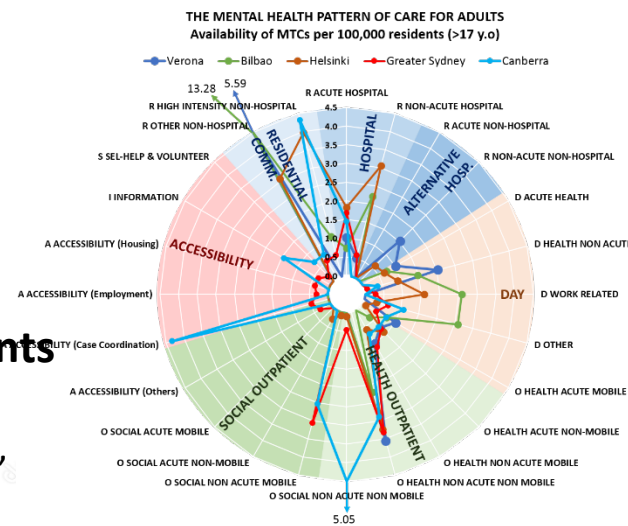 THE MENTAL HEALTH PATTERN OF CARE FOR ADULTS
Availability of MTCs per 100,000 residents (>17 y.o)
Verona Bilbao Helsinki Greater Sydney Canberra
13.28 5.59
R ACUTE HOSPITAL
R HIGH INTENSITY NON-HOSPITAL
R NON-ACUTE HOSPITAL
R OTHER NON-HOSPITAL
R ACUTE NON-HOSPITAL
S SEL-HELP & VOLUNTEER
R NON-ACUTE NON-HOSPITAL
I INFORMATION
D ACUTE HEALTH
A ACCESSIBILITY (Housing)
D HEALTH NON ACUTE
A ACCESSIBILITY (Employment)
D WORK RELATED
CCESSIBILITY (Case Coordination)
D OTHER
A ACCESSIBILITY (Others)
O HEALTH ACUTE MOBILE
O SOCIAL ACUTE MOBILE
O HEALTH ACUTE NON-MOBILE
O SOCIAL ACUTE NON-MOBILE
O HEALTH NON ACUTE MOBILE
O SOCIAL NON ACUTE MOBILE
O HEALTH NON ACUTE NON MOBILE
O SOCIAL NON ACUTE NON MOBILE
5.05
4.5
4.0
3.5
3.0
2.5
2.0
1.5
1.0
0.5
0.0
RESIDENTIAL
COMM.
HOSPITAL
ALTERNATIVE
HOSP.
ACCESSIBILITY
DAY
SOCIAL OUTPATIENT
HEALTH OUTPATIENT
nts
,